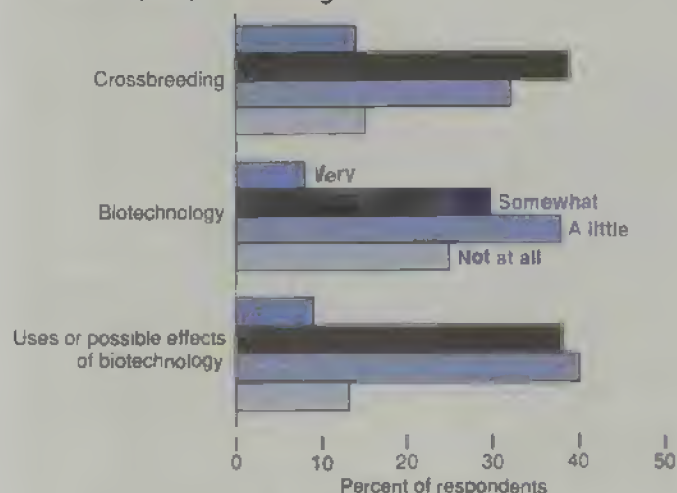 Crossbreeding
Very
Biotechnology
Somewhat
A little
Not at all
Uses or possible effects
of biotechnology
0 10 20 30 40 50
Percent of respondents